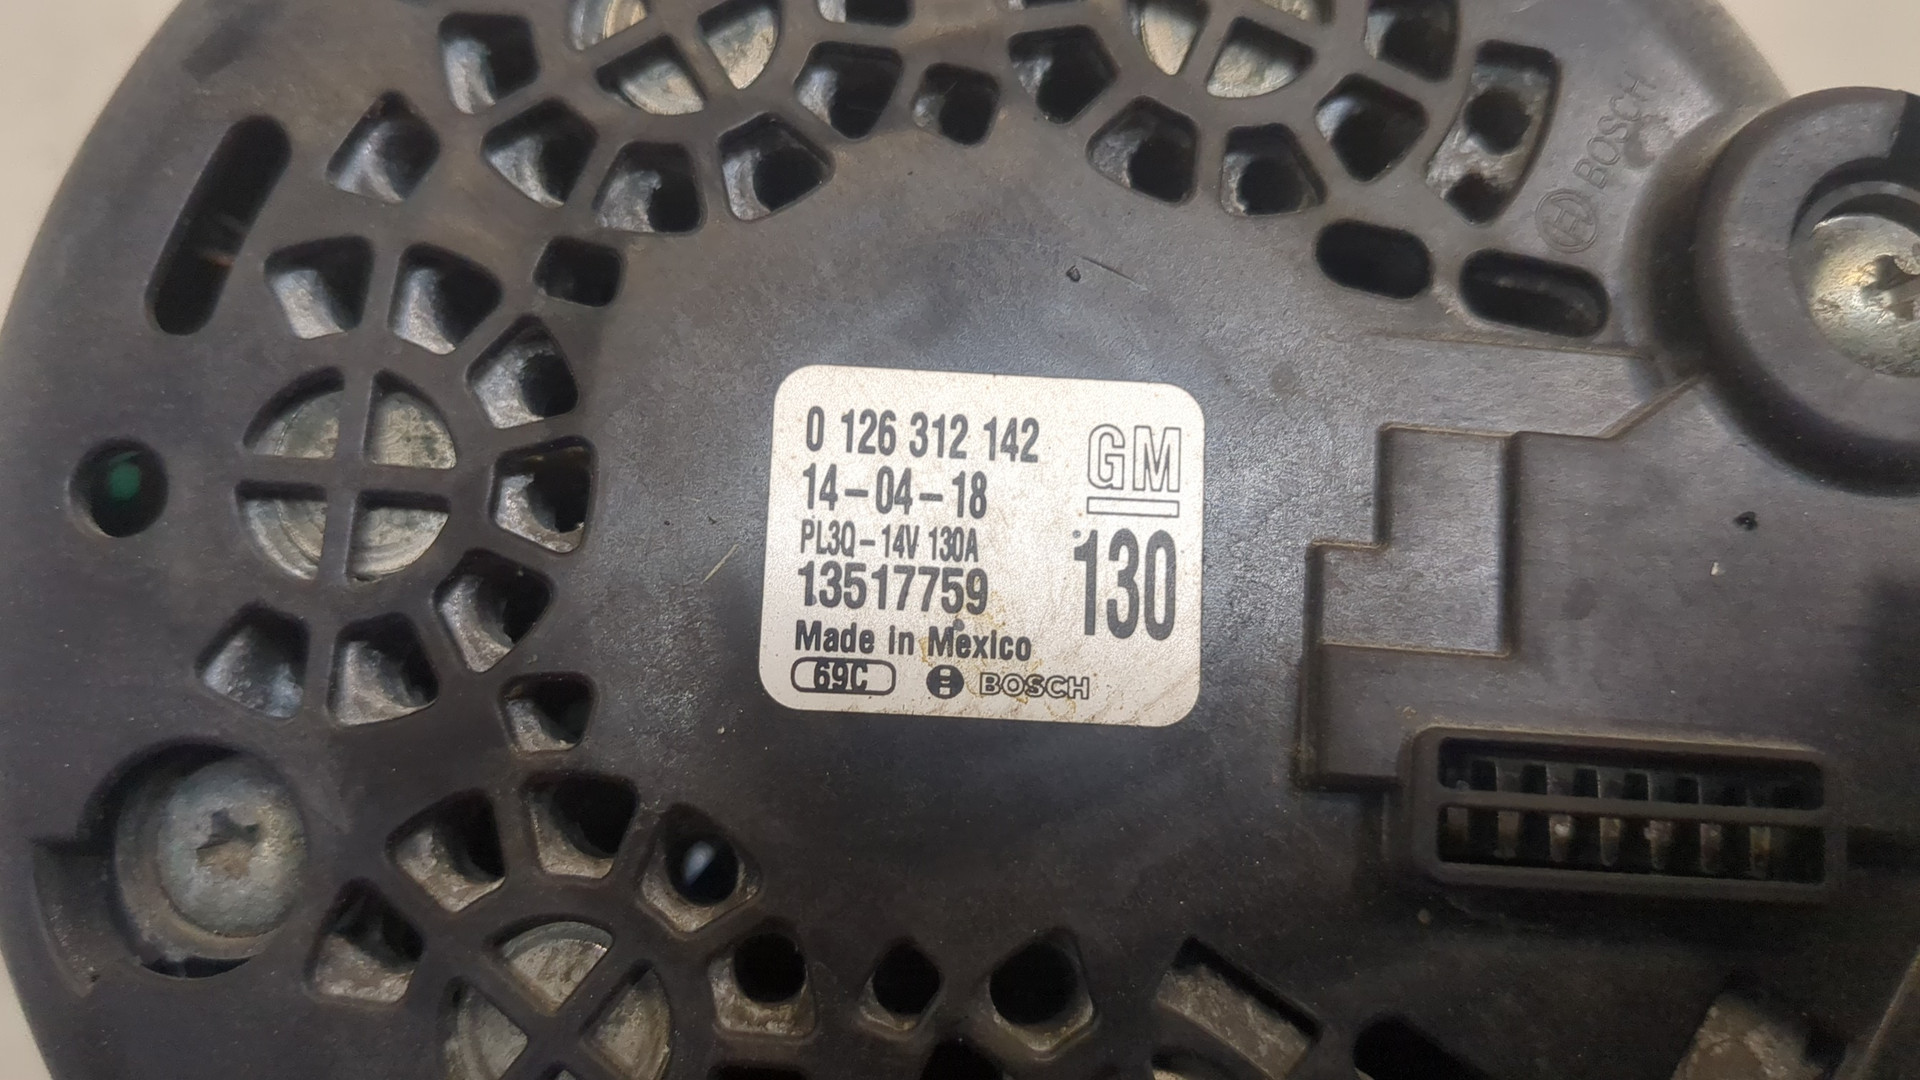 0 126 312 142
GM
14-04-18
PL3Q-14V 130A
130
13517759
Made in Mexico
69C BOSCH
BOSCH